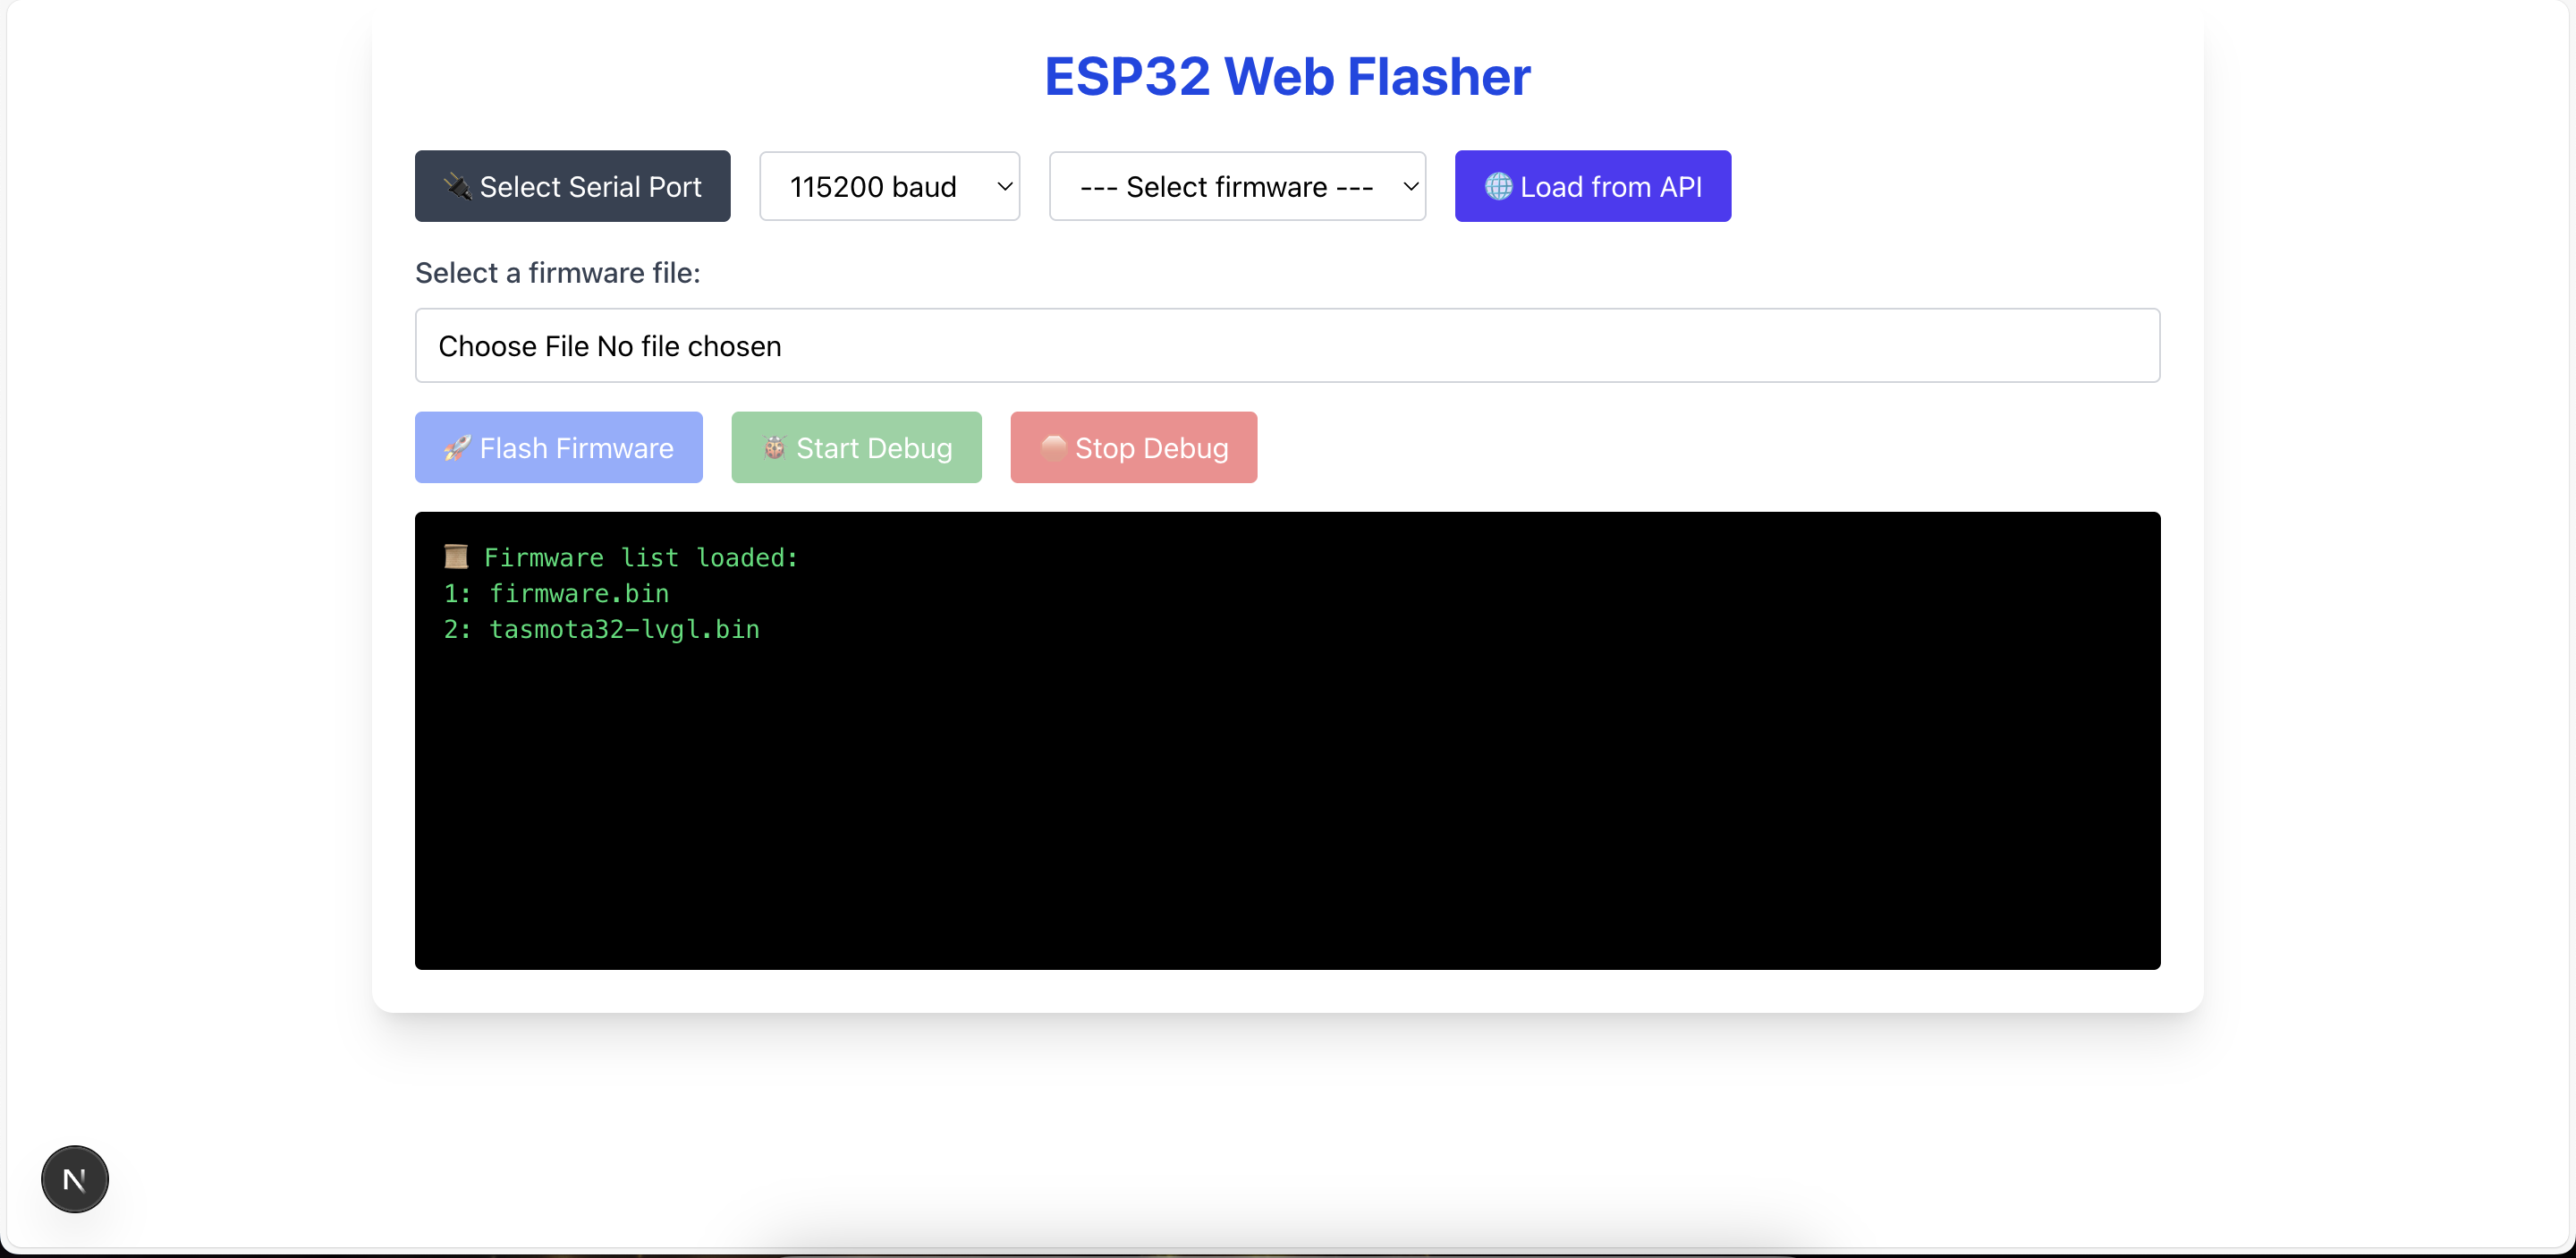 ESP32 Web Flasher
🔌 Select Serial Port 115200 baud --- Select firmware --- 🌐 Load from API
Select a firmware file:
Choose File No file chosen
🚀 Flash Firmware 🐞 Start Debug 🛑 Stop Debug
📜 Firmware list loaded:
1: firmware.bin
2: tasmota32-lvgl.bin
N